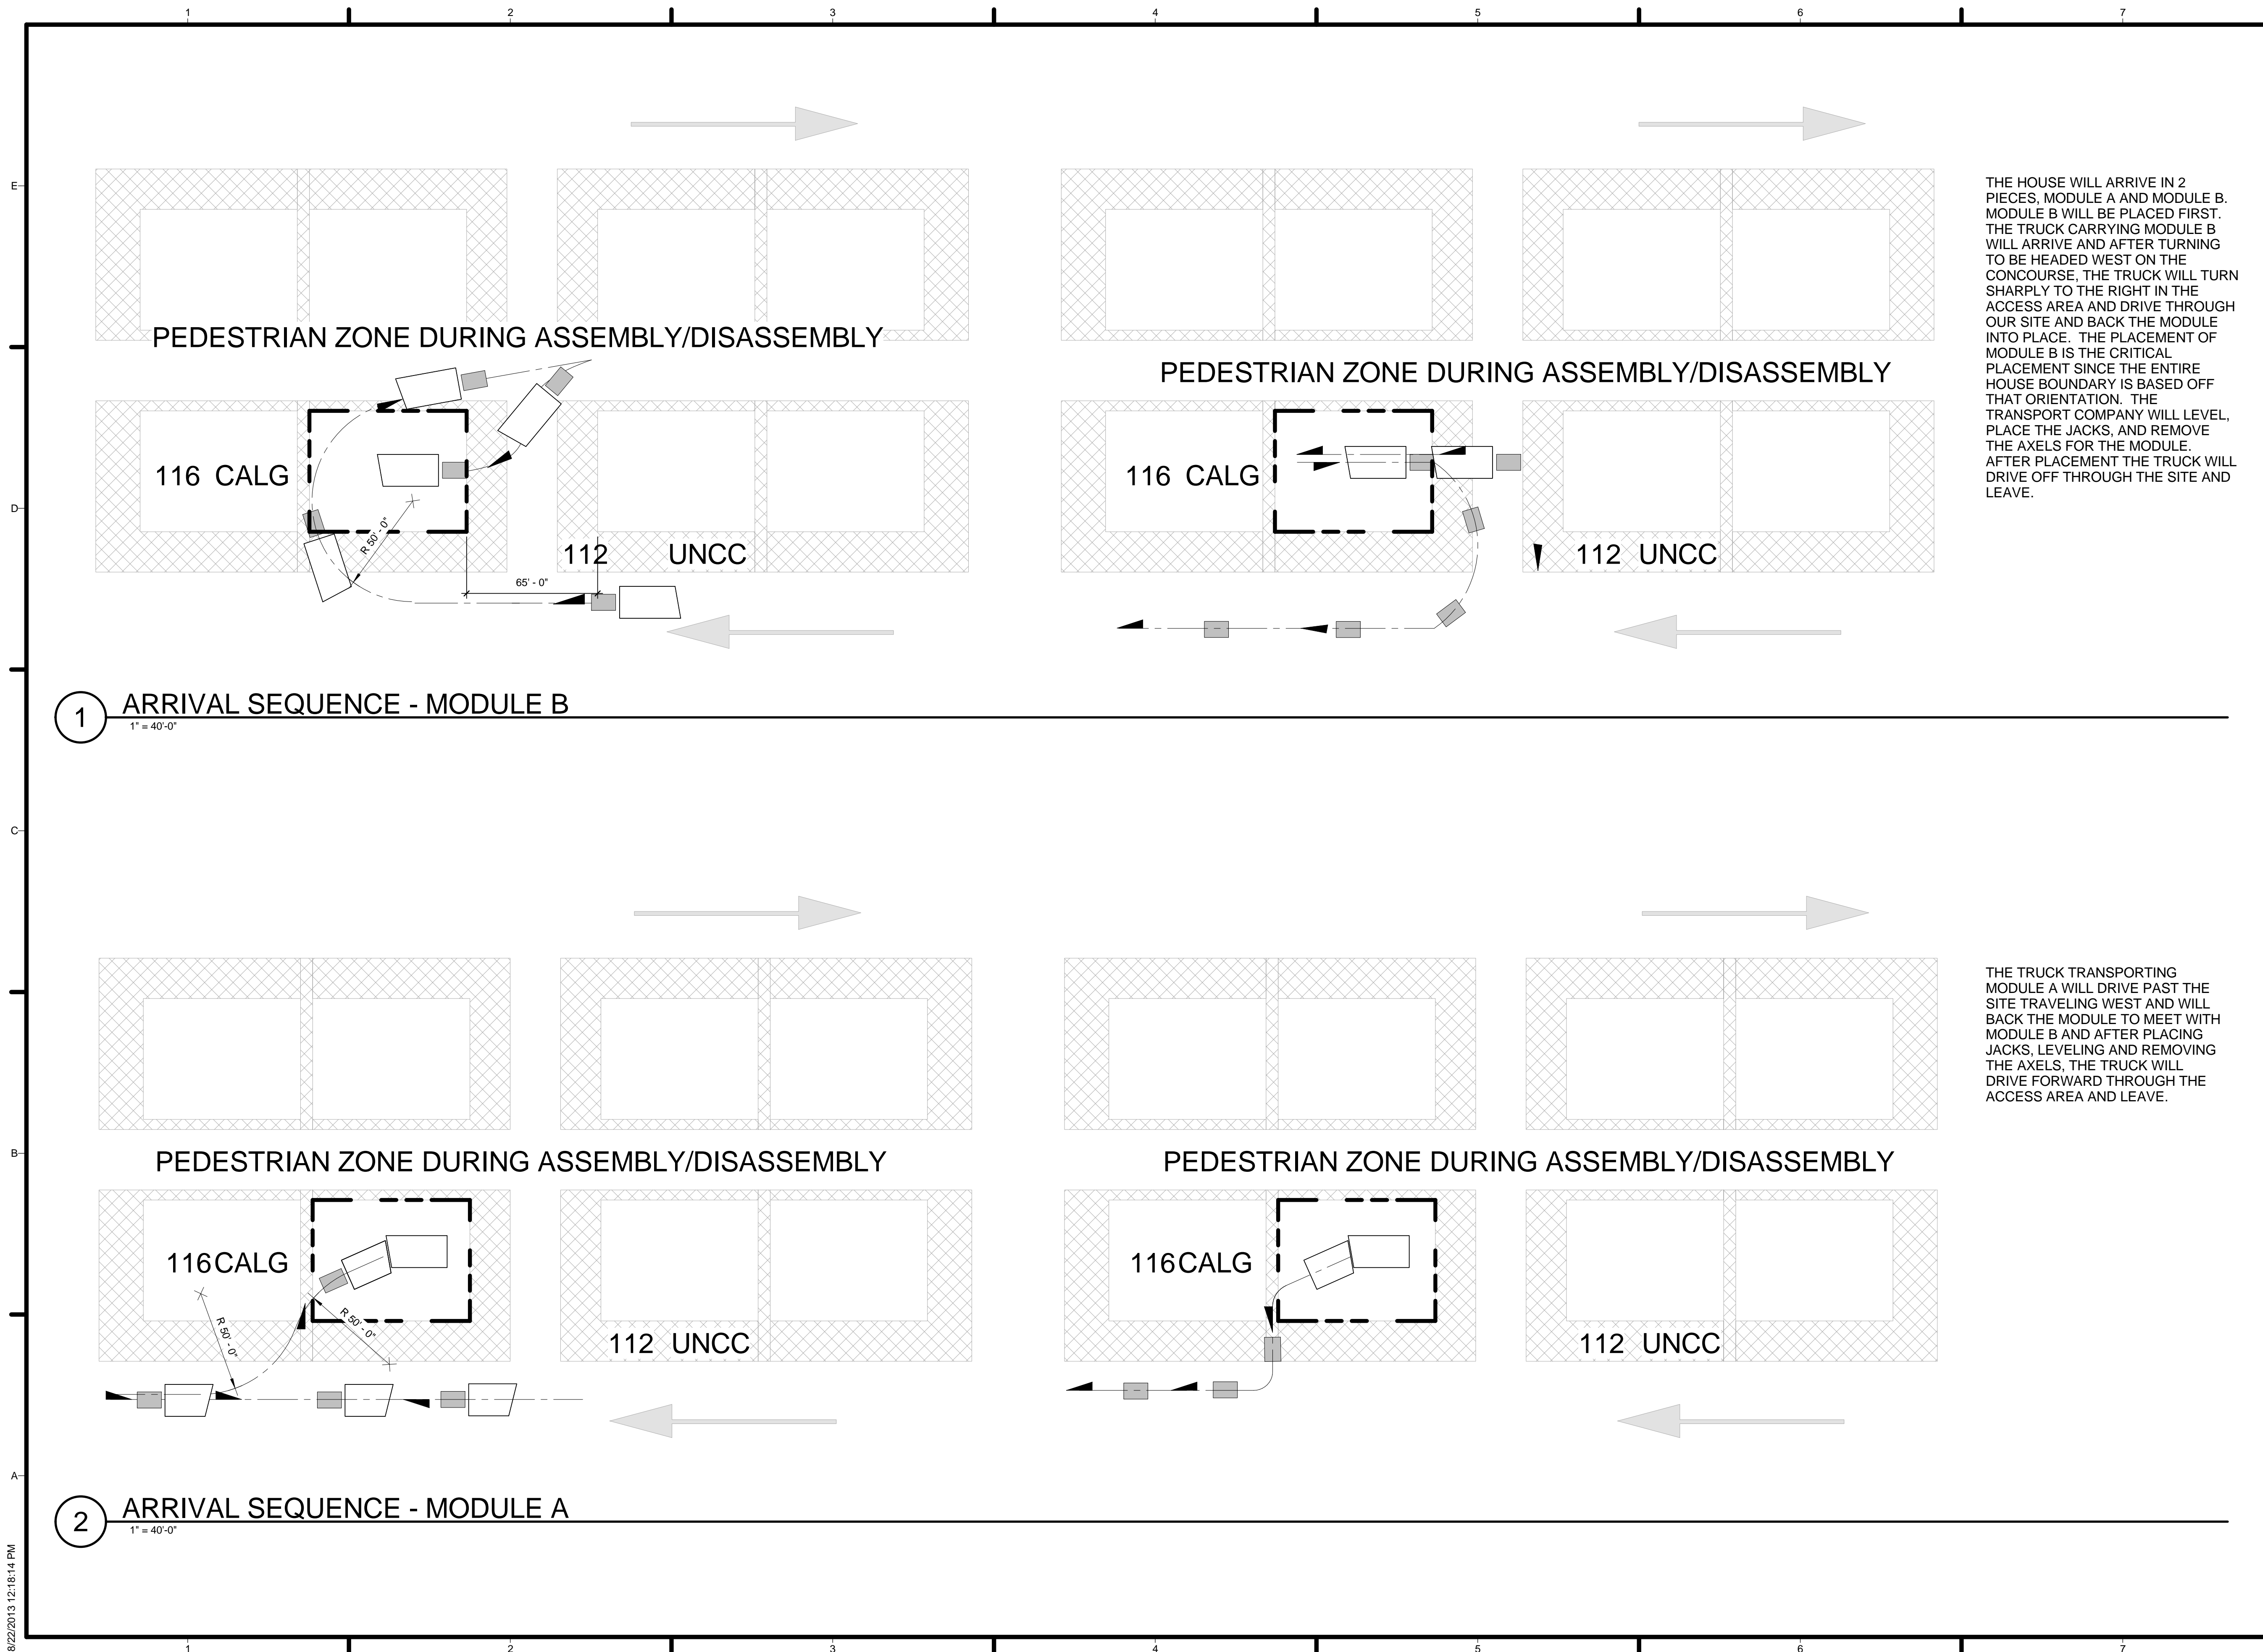 1 2 3 4 5 6 7
E
PEDESTRIAN ZONE DURING ASSEMBLY/DISASSEMBLY
PEDESTRIAN ZONE DURING ASSEMBLY/DISASSEMBLY
THE HOUSE WILL ARRIVE IN 2
PIECES, MODULE A AND MODULE B.
MODULE B WILL BE PLACED FIRST.
THE TRUCK CARRYING MODULE B
WILL ARRIVE AND AFTER TURNING
TO BE HEADED WEST ON THE
CONCOURSE, THE TRUCK WILL TURN
SHARPLY TO THE RIGHT IN THE
ACCESS AREA AND DRIVE THROUGH
OUR SITE AND BACK THE MODULE
INTO PLACE. THE PLACEMENT OF
MODULE B IS THE CRITICAL
PLACEMENT SINCE THE ENTIRE
HOUSE BOUNDARY IS BASED OFF
THAT ORIENTATION. THE
TRANSPORT COMPANY WILL LEVEL,
PLACE THE JACKS, AND REMOVE
THE AXELS FOR THE MODULE.
AFTER PLACEMENT THE TRUCK WILL
DRIVE OFF THROUGH THE SITE AND
LEAVE.
116 CALG
116 CALG
D
R 50' - 0"
112 UNCC
112 UNCC
65' - 0"
1 ARRIVAL SEQUENCE - MODULE B
1" = 40'-0"
C
THE TRUCK TRANSPORTING
MODULE A WILL DRIVE PAST THE
SITE TRAVELING WEST AND WILL
BACK THE MODULE TO MEET WITH
MODULE B AND AFTER PLACING
JACKS, LEVELING AND REMOVING
THE AXELS, THE TRUCK WILL
DRIVE FORWARD THROUGH THE
ACCESS AREA AND LEAVE.
B
PEDESTRIAN ZONE DURING ASSEMBLY/DISASSEMBLY
PEDESTRIAN ZONE DURING ASSEMBLY/DISASSEMBLY
116 CALG
116 CALG
R 50' - 0"
R 50' - 0"
112 UNCC
112 UNCC
A
2 ARRIVAL SEQUENCE - MODULE A
1" = 40'-0"
8/22/2013 12:18:14 PM
1 2 3 4 5 6 7